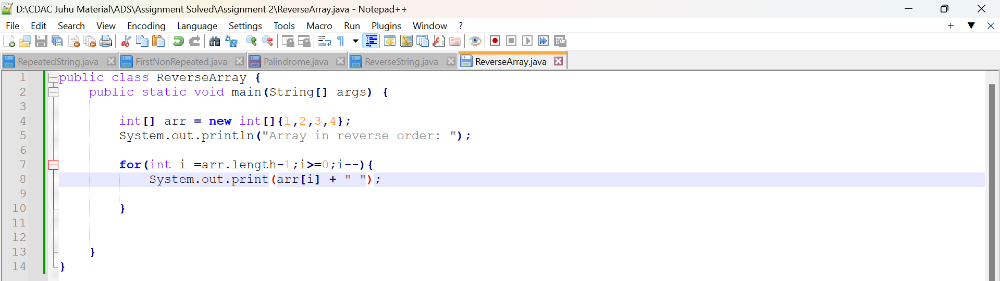 D:\CDAC Juhu Material\ADS\Assignment Solved\Assignment 2\ReverseArray.java - Notepad++
File Edit Search View Encoding Language Settings Tools Macro Run Plugins Window ?
RepeatedString.java FirstNonRepeated.java Palindrome.java ReverseString.java ReverseArray.java
1 public class ReverseArray {
2     public static void main(String[] args) {
3
4         int[] arr = new int[]{1,2,3,4};
5         System.out.println("Array in reverse order: ");
6
7         for(int i =arr.length-1;i>=0;i--){
8             System.out.print(arr[i] + " ");
9
10         }
11
12
13     }
14 }